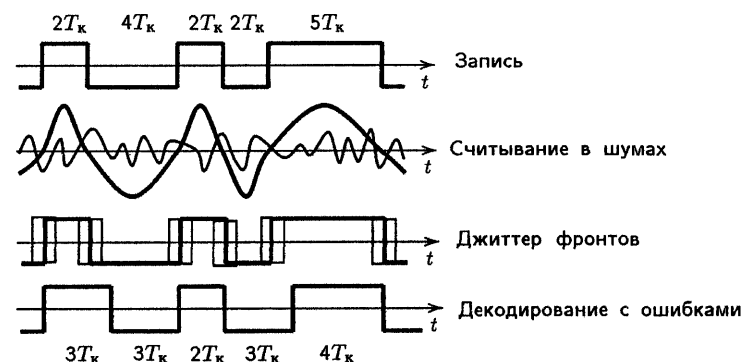 2Tк 4Tк 2Tк 2Tк 5Tк
Запись
t
Считывание в шумах
t
Джиттер фронтов
t
Декодирование с ошибками
t
3Tк 3Tк 2Tк 3Tк 4Tк